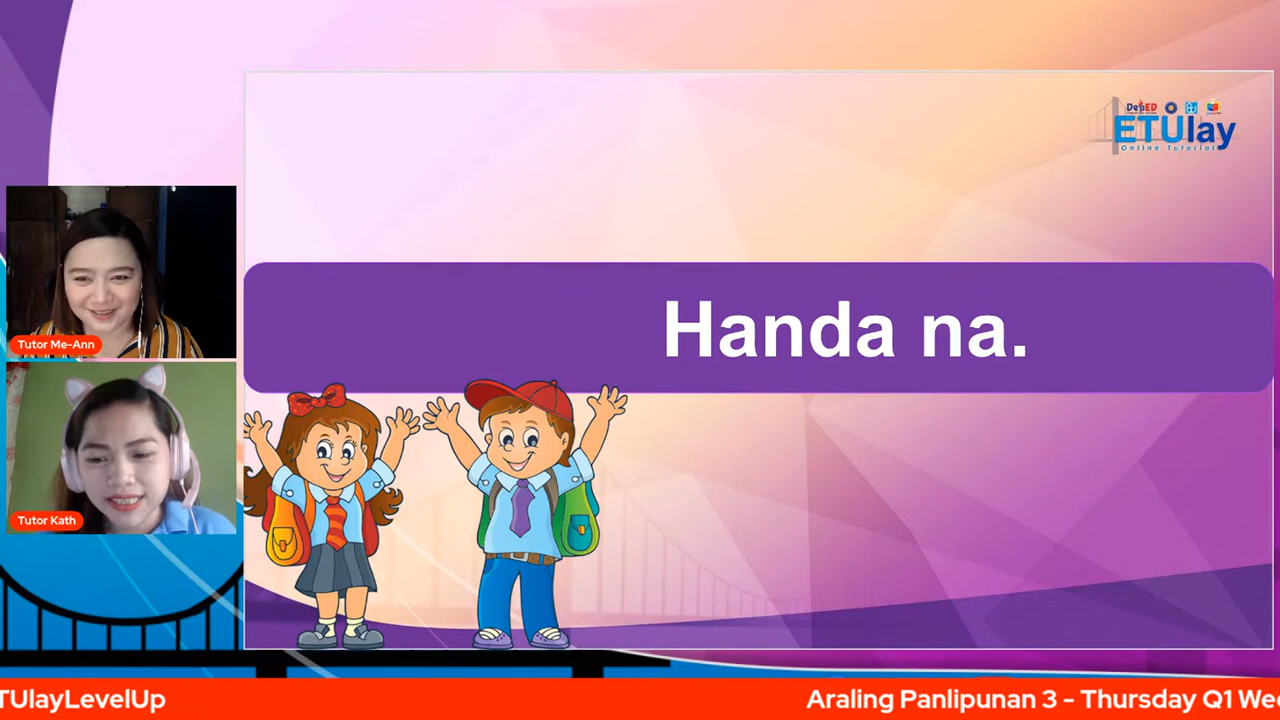 DepED
ETUlay
Online Tutorial
Handa na.
Tutor Me-Ann
Tutor Kath
TUlayLevelUp
Araling Panlipunan 3 - Thursday Q1 Wee